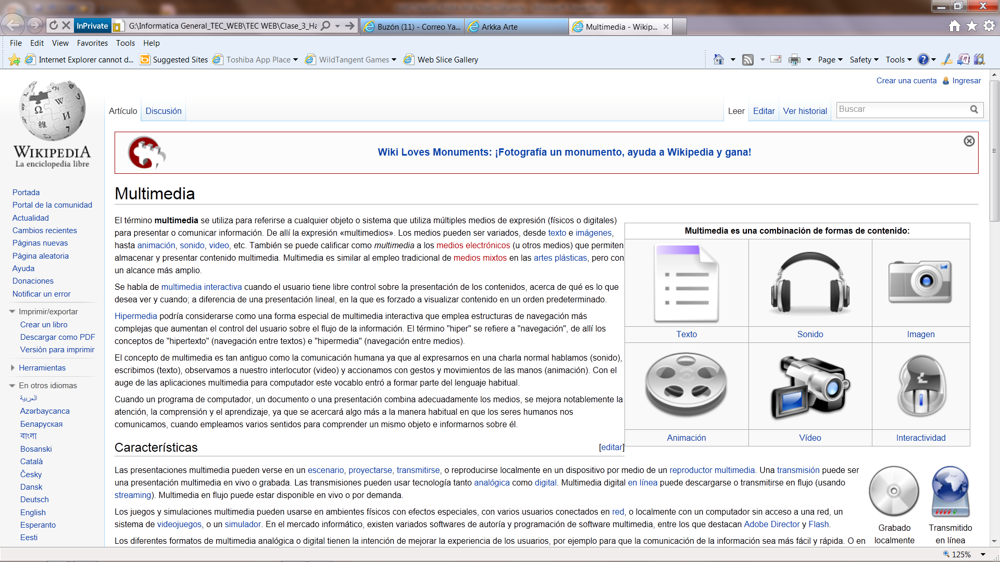 InPrivate
G:\Informatica General_TEC_WEB\TEC WEB\Clase_3_Ha
Buzón (11) - Correo Ya...
Arkka Arte
Multimedia - Wikip...
File Edit View Favorites Tools Help
Internet Explorer cannot d...
Suggested Sites
Toshiba App Place
WildTangent Games
Web Slice Gallery
Page Safety Tools
Crear una cuenta Ingresar
Artículo Discusión
Leer Editar Ver historial
Buscar
WIKIPEDIA
La enciclopedia libre
Wiki Loves Monuments: ¡Fotografía un monumento, ayuda a Wikipedia y gana!
Portada
Portal de la comunidad
Actualidad
Cambios recientes
Páginas nuevas
Página aleatoria
Ayuda
Donaciones
Notificar un error
Imprimir/exportar
Crear un libro
Descargar como PDF
Versión para imprimir
Herramientas
En otros idiomas
العربية
Azərbaycanca
Беларуская
বাংলা
Bosanski
Català
Česky
Dansk
Deutsch
English
Esperanto
Eesti
Multimedia
El término multimedia se utiliza para referirse a cualquier objeto o sistema que utiliza múltiples medios de expresión (físicos o digitales)
para presentar o comunicar información. De allí la expresión «multimedios». Los medios pueden ser variados, desde texto e imágenes,
hasta animación, sonido, video, etc. También se puede calificar como multimedia a los medios electrónicos (u otros medios) que permiten
almacenar y presentar contenido multimedia. Multimedia es similar al empleo tradicional de medios mixtos en las artes plásticas, pero con
un alcance más amplio.
Se habla de multimedia interactiva cuando el usuario tiene libre control sobre la presentación de los contenidos, acerca de qué es lo que
desea ver y cuando; a diferencia de una presentación lineal, en la que es forzado a visualizar contenido en un orden predeterminado.
Hipermedia podría considerarse como una forma especial de multimedia interactiva que emplea estructuras de navegación más
complejas que aumentan el control del usuario sobre el flujo de la información. El término "hiper" se refiere a "navegación", de allí los
conceptos de "hipertexto" (navegación entre textos) e "hipermedia" (navegación entre medios).
El concepto de multimedia es tan antiguo como la comunicación humana ya que al expresarnos en una charla normal hablamos (sonido),
escribimos (texto), observamos a nuestro interlocutor (video) y accionamos con gestos y movimientos de las manos (animación). Con el
auge de las aplicaciones multimedia para computador este vocablo entró a formar parte del lenguaje habitual.
Cuando un programa de computador, un documento o una presentación combina adecuadamente los medios, se mejora notablemente la
atención, la comprensión y el aprendizaje, ya que se acercará algo más a la manera habitual en que los seres humanos nos
comunicamos, cuando empleamos varios sentidos para comprender un mismo objeto e informarnos sobre él.
Multimedia es una combinación de formas de contenido:
Texto Sonido Imagen
Animación Vídeo Interactividad
Características [editar]
Las presentaciones multimedia pueden verse en un escenario, proyectarse, transmitirse, o reproducirse localmente en un dispositivo por medio de un reproductor multimedia. Una transmisión puede ser
una presentación multimedia en vivo o grabada. Las transmisiones pueden usar tecnología tanto analógica como digital. Multimedia digital en línea puede descargarse o transmitirse en flujo (usando
streaming). Multimedia en flujo puede estar disponible en vivo o por demanda.
Los juegos y simulaciones multimedia pueden usarse en ambientes físicos con efectos especiales, con varios usuarios conectados en red, o localmente con un computador sin acceso a una red, un
sistema de videojuegos, o un simulador. En el mercado informático, existen variados softwares de autoría y programación de software multimedia, entre los que destacan Adobe Director y Flash.
Los diferentes formatos de multimedia analógica o digital tienen la intención de mejorar la experiencia de los usuarios, por ejemplo para que la comunicación de la información sea más fácil y rápida. O en
Grabado
localmente
Transmitido
en línea
125%